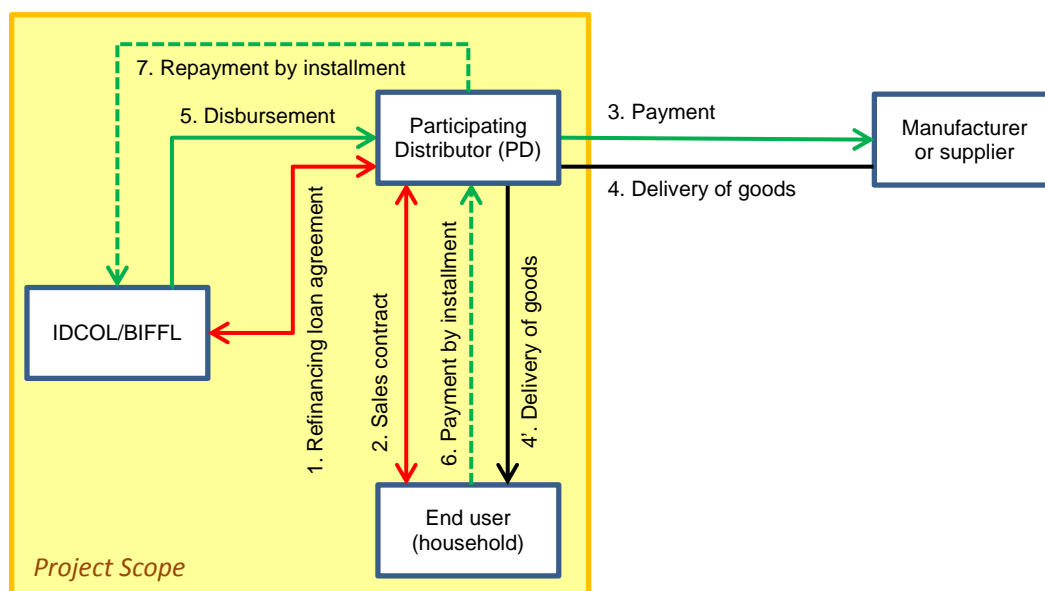 7. Repayment by installment
5. Disbursement
Participating
Distributor (PD)
3. Payment
Manufacturer
or supplier
4. Delivery of goods
IDCOL/BIFFL
1. Refinancing loan agreement
2. Sales contract
6. Payment by installment
4'. Delivery of goods
End user
(household)
Project Scope